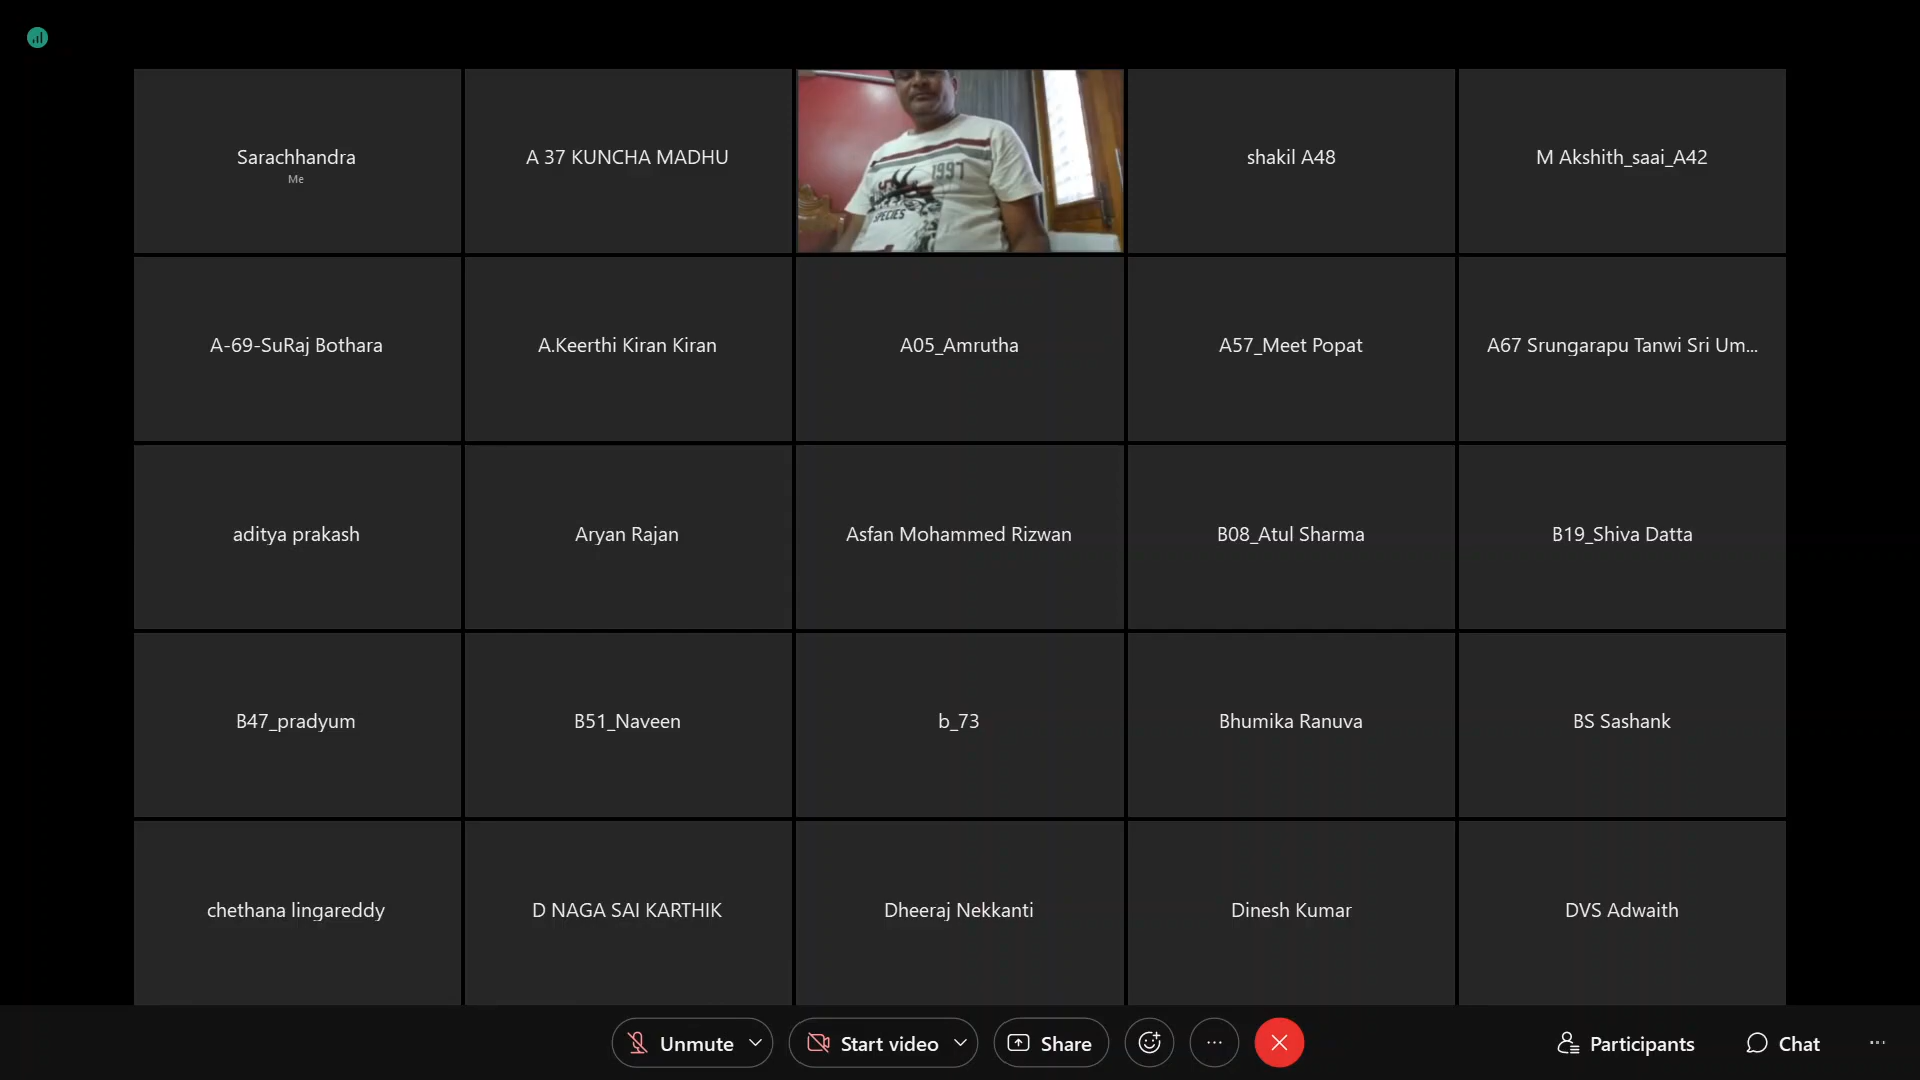 Sarachhandra
Me
A 37 KUNCHA MADHU
1997
SPECIES
shakil A48
M Akshith_saai_A42
A-69-SuRaj Bothara
A.Keerthi Kiran Kiran
A05_Amrutha
A57_Meet Popat
A67 Srungarapu Tanwi Sri Um...
aditya prakash
Aryan Rajan
Asfan Mohammed Rizwan
B08_Atul Sharma
B19_Shiva Datta
B47_pradyum
B51_Naveen
b_73
Bhumika Ranuva
BS Sashank
chethana lingareddy
D NAGA SAI KARTHIK
Dheeraj Nekkanti
Dinesh Kumar
DVS Adwaith
Unmute
Start video
Share
Participants
Chat